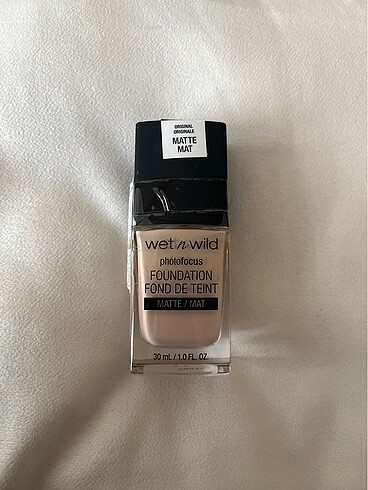 ORIGINAL
ORIGINALE
MATTE
MAT
wet n wild
photofocus
FOUNDATION
FOND DE TEINT
MATTE / MAT
30 mL / 1.0 FL. OZ.